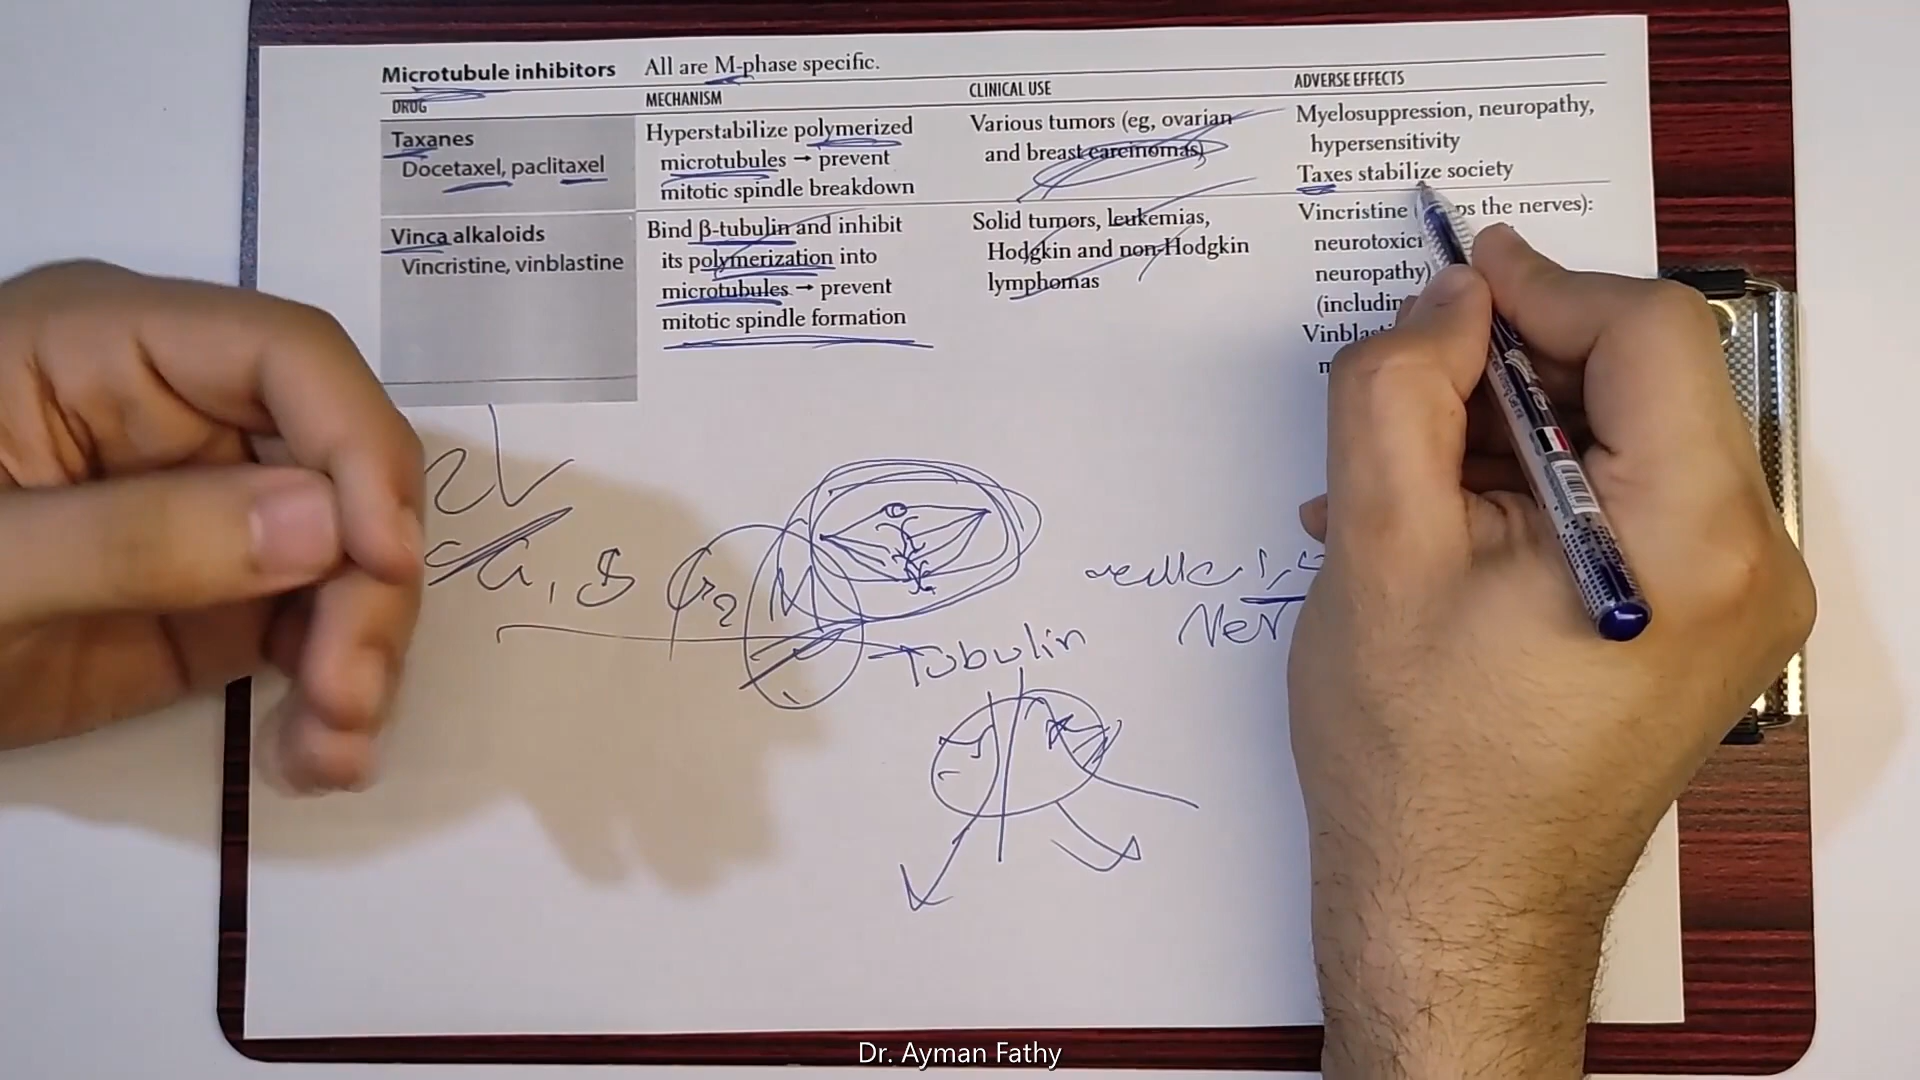 Microtubule inhibitors All are M-phase specific.
DRUG MECHANISM CLINICAL USE ADVERSE EFFECTS
Taxanes
Docetaxel, paclitaxel
Hyperstabilize polymerized
microtubules → prevent
mitotic spindle breakdown
Various tumors (eg, ovarian
and breast carcinomas)
Myelosuppression, neuropathy,
hypersensitivity
Taxes stabilize society
Vinca alkaloids
Vincristine, vinblastine
Bind β-tubulin and inhibit
its polymerization into
microtubules → prevent
mitotic spindle formation
Solid tumors, leukemias,
Hodgkin and non-Hodgkin
lymphomas
Vincristine the nerves):
G1 S G2 M
Tubulin
Dr. Ayman Fathy